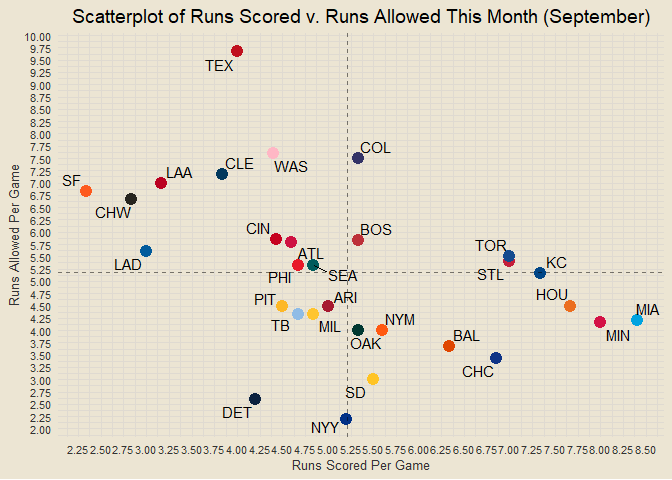 Scatterplot of Runs Scored v. Runs Allowed This Month (September)
10.00
9.75
9.50
9.25
9.00
8.75
8.50
8.25
8.00
7.75
7.50
7.25
7.00
6.75
6.50
6.25
6.00
5.75
5.50
5.25
5.00
4.75
4.50
4.25
4.00
3.75
3.50
3.25
3.00
2.75
2.50
2.25
2.00
Runs Allowed Per Game
TEX
COL
WAS
CLE
LAA
SF
CHW
CIN
BOS
ATL
TOR
LAD
PHI
SEA
STL
KC
PIT
ARI
HOU
MIA
TB
MIL
NYM
MIN
OAK
BAL
CHC
SD
DET
NYY
2.25 2.50 2.75 3.00 3.25 3.50 3.75 4.00 4.25 4.50 4.75 5.00 5.25 5.50 5.75 6.00 6.25 6.50 6.75 7.00 7.25 7.50 7.75 8.00 8.25 8.50
Runs Scored Per Game